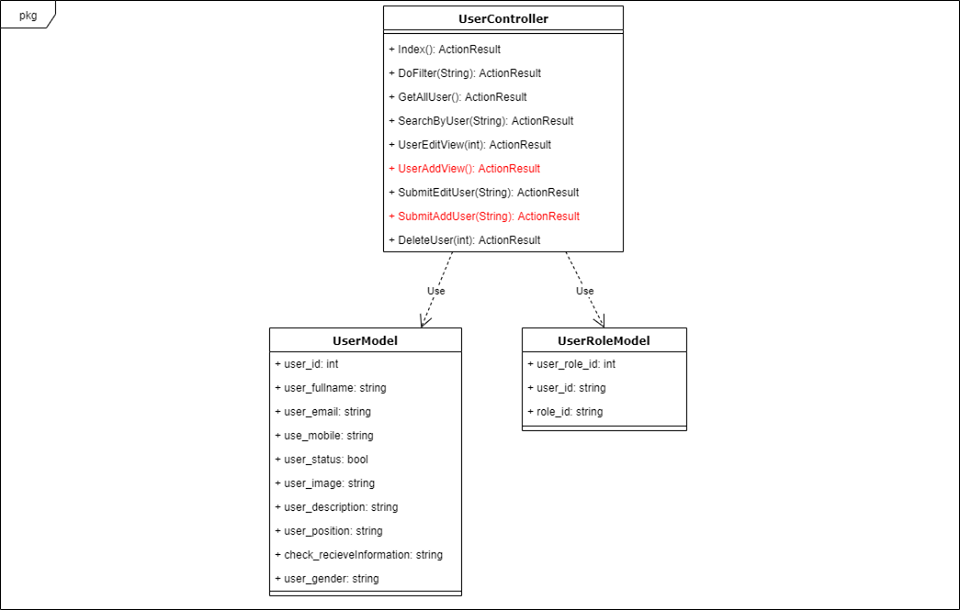 pkg
UserController
+ Index(): ActionResult
+ DoFilter(String): ActionResult
+ GetAllUser(): ActionResult
+ SearchByUser(String): ActionResult
+ UserEditView(int): ActionResult
+ UserAddView(): ActionResult
+ SubmitEditUser(String): ActionResult
+ SubmitAddUser(String): ActionResult
+ DeleteUser(int): ActionResult
Use
Use
UserModel
+ user_id: int
+ user_fullname: string
+ user_email: string
+ use_mobile: string
+ user_status: bool
+ user_image: string
+ user_description: string
+ user_position: string
+ check_recieveInformation: string
+ user_gender: string
UserRoleModel
+ user_role_id: int
+ user_id: string
+ role_id: string